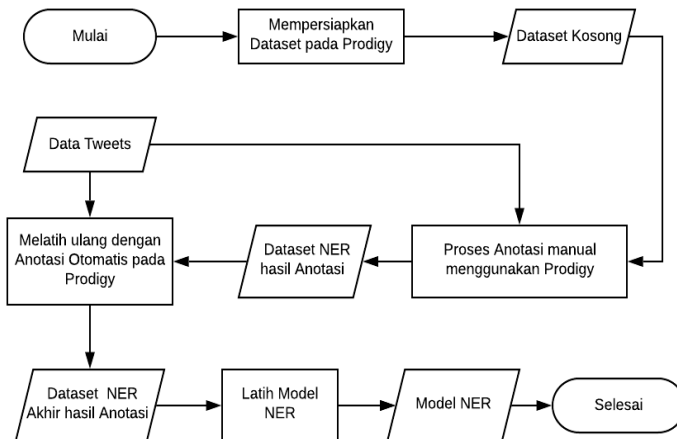 Mulai
Mempersiapkan
Dataset pada Prodigy
Dataset Kosong
Data Tweets
Melatih ulang dengan
Anotasi Otomatis pada
Prodigy
Dataset NER
hasil Anotasi
Proses Anotasi manual
menggunakan Prodigy
Dataset NER
Akhir hasil Anotasi
Latih Model
NER
Model NER
Selesai